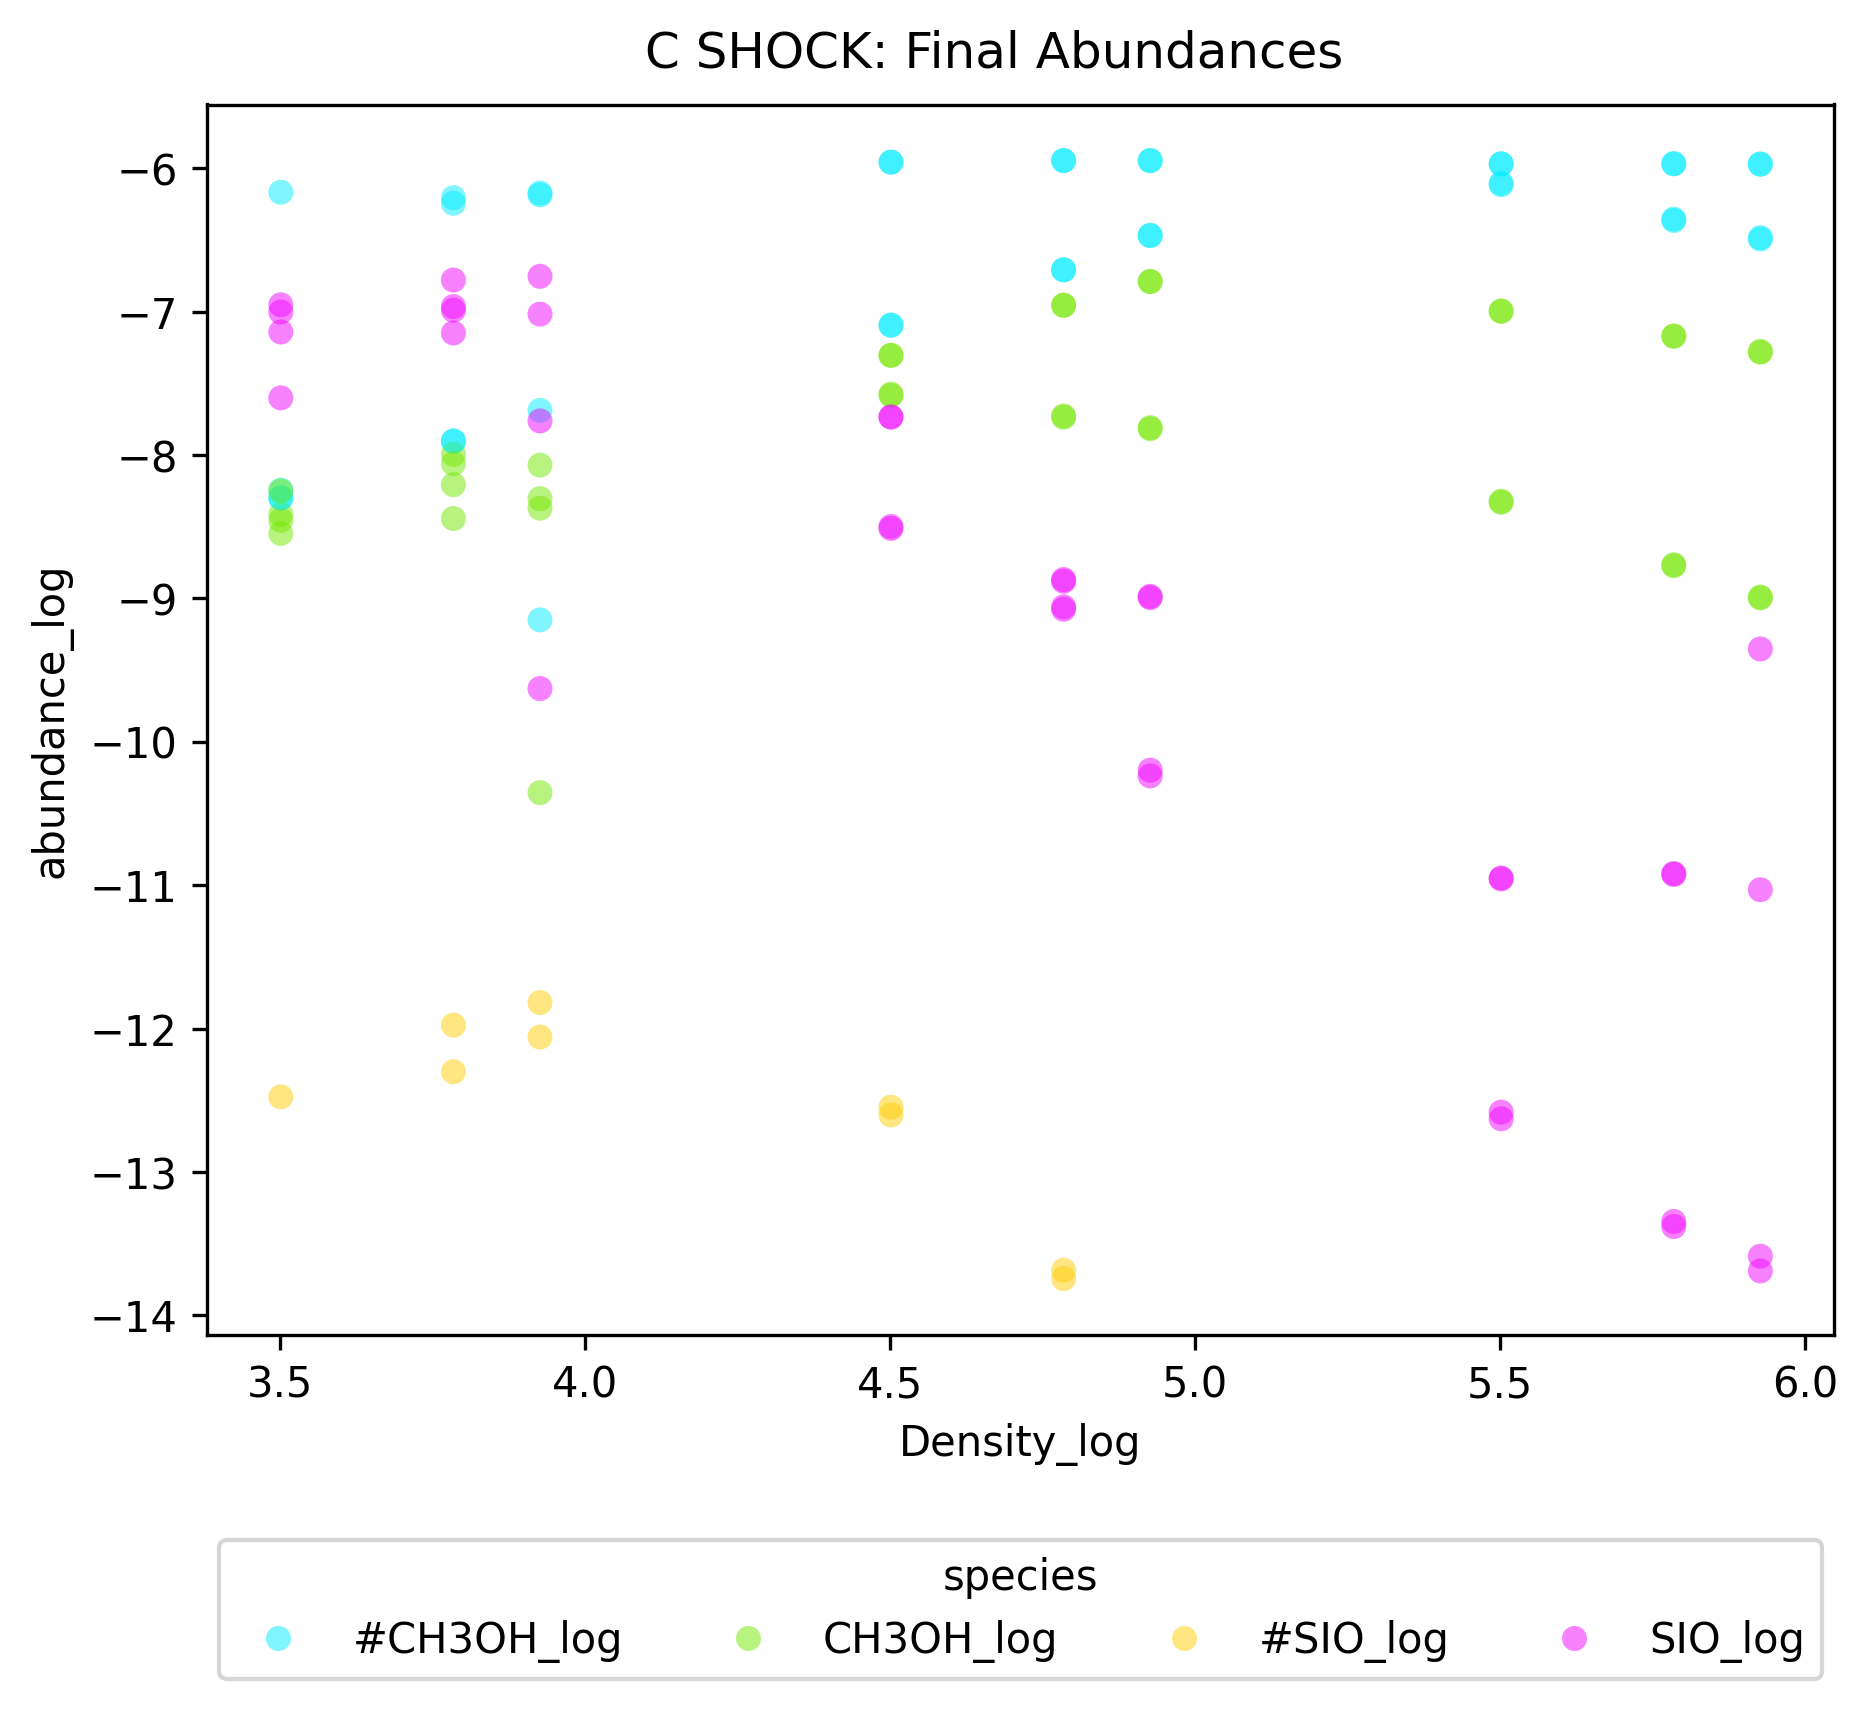 C SHOCK: Final Abundances
−6
−7
−8
−9
−10
−11
−12
−13
−14
abundance_log
3.5 4.0 4.5 5.0 5.5 6.0
Density_log
species
#CH3OH_log CH3OH_log #SIO_log SIO_log